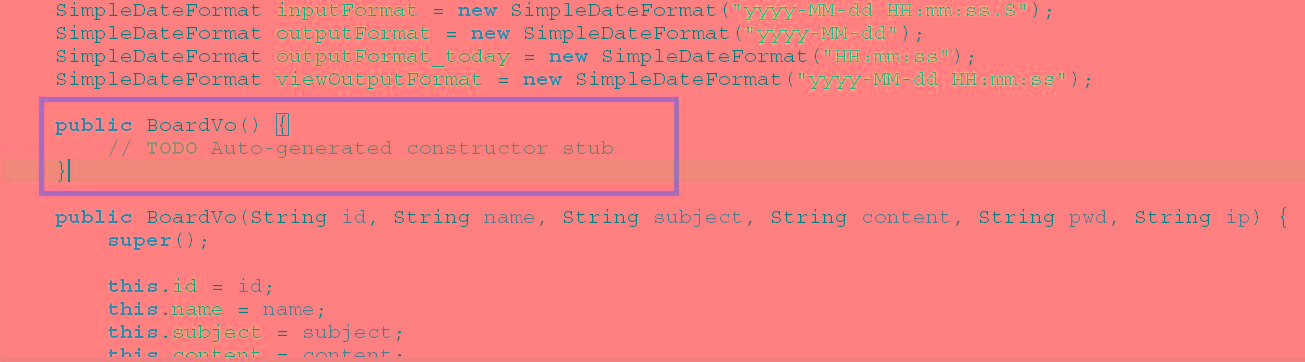 SimpleDateFormat inputFormat = new SimpleDateFormat("yyyy-MM-dd HH:mm:ss.S");
SimpleDateFormat outputFormat = new SimpleDateFormat("yyyy-MM-dd");
SimpleDateFormat outputFormat_today = new SimpleDateFormat("HH:mm:ss");
SimpleDateFormat viewOutputFormat = new SimpleDateFormat("yyyy-MM-dd HH:mm:ss");
public BoardVo() {
// TODO Auto-generated constructor stub
}
public BoardVo(String id, String name, String subject, String content, String pwd, String ip) {
super();
this.id = id;
this.name = name;
this.subject = subject;
this.content = content;